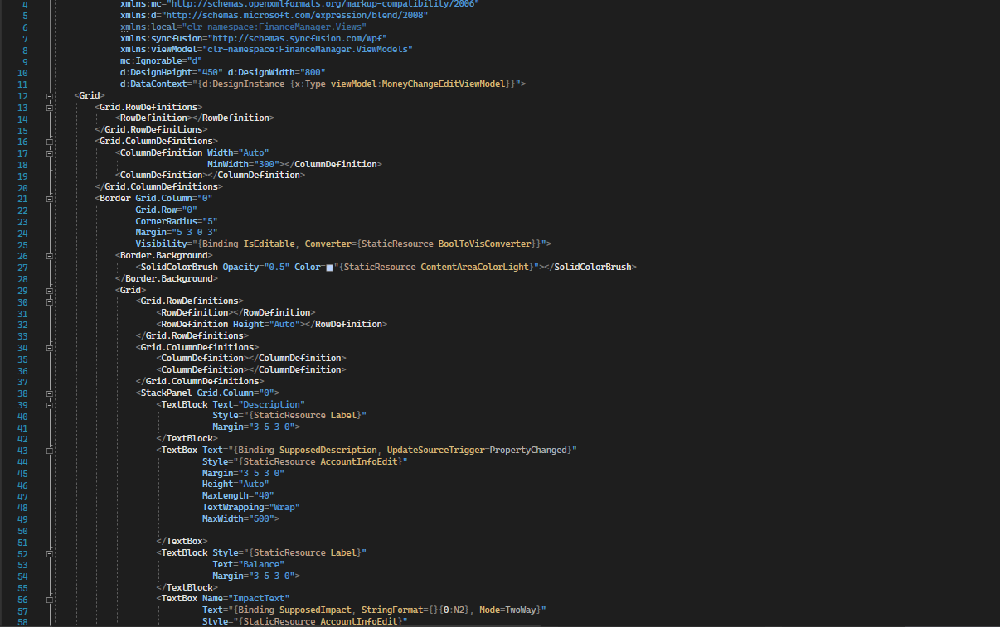 4 xmlns:mc="http://schemas.openxmlformats.org/markup-compatibility/2006"
5 xmlns:d="http://schemas.microsoft.com/expression/blend/2008"
6 xmlns:local="clr-namespace:FinanceManager.Views"
7 xmlns:syncfusion="http://schemas.syncfusion.com/wpf"
8 xmlns:viewModel="clr-namespace:FinanceManager.ViewModels"
9 mc:Ignorable="d"
10 d:DesignHeight="450" d:DesignWidth="800"
11 d:DataContext="{d:DesignInstance {x:Type viewModel:MoneyChangeEditViewModel}}">
12 <Grid>
13 <Grid.RowDefinitions>
14 <RowDefinition></RowDefinition>
15 </Grid.RowDefinitions>
16 <Grid.ColumnDefinitions>
17 <ColumnDefinition Width="Auto"
18 MinWidth="300"></ColumnDefinition>
19 <ColumnDefinition></ColumnDefinition>
20 </Grid.ColumnDefinitions>
21 <Border Grid.Column="0"
22 Grid.Row="0"
23 CornerRadius="5"
24 Margin="5 3 0 3"
25 Visibility="{Binding IsEditable, Converter={StaticResource BoolToVisConverter}}">
26 <Border.Background>
27 <SolidColorBrush Opacity="0.5" Color="{StaticResource ContentAreaColorLight}"></SolidColorBrush>
28 </Border.Background>
29 <Grid>
30 <Grid.RowDefinitions>
31 <RowDefinition></RowDefinition>
32 <RowDefinition Height="Auto"></RowDefinition>
33 </Grid.RowDefinitions>
34 <Grid.ColumnDefinitions>
35 <ColumnDefinition></ColumnDefinition>
36 <ColumnDefinition></ColumnDefinition>
37 </Grid.ColumnDefinitions>
38 <StackPanel Grid.Column="0">
39 <TextBlock Text="Description"
40 Style="{StaticResource Label}"
41 Margin="3 5 3 0">
42 </TextBlock>
43 <TextBox Text="{Binding SupposedDescription, UpdateSourceTrigger=PropertyChanged}"
44 Style="{StaticResource AccountInfoEdit}"
45 Margin="3 5 3 0"
46 Height="Auto"
47 MaxLength="40"
48 TextWrapping="Wrap"
49 MaxWidth="500">
50
51 </TextBox>
52 <TextBlock Style="{StaticResource Label}"
53 Text="Balance"
54 Margin="3 5 3 0">
55 </TextBlock>
56 <TextBox Name="ImpactText"
57 Text="{Binding SupposedImpact, StringFormat={}{0:N2}, Mode=TwoWay}"
58 Style="{StaticResource AccountInfoEdit}"